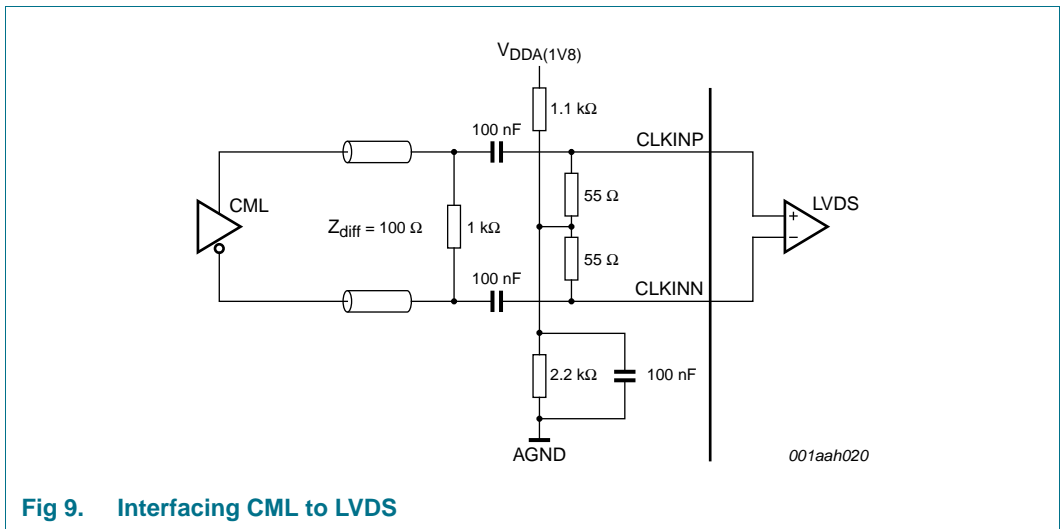 VDDA(1V8)
1.1 kΩ
100 nF
CLKINP
55 Ω
CML
LVDS
Zdiff = 100 Ω
1 kΩ
+
−
55 Ω
100 nF
CLKINN
2.2 kΩ
100 nF
AGND
001aah020
Fig 9. Interfacing CML to LVDS